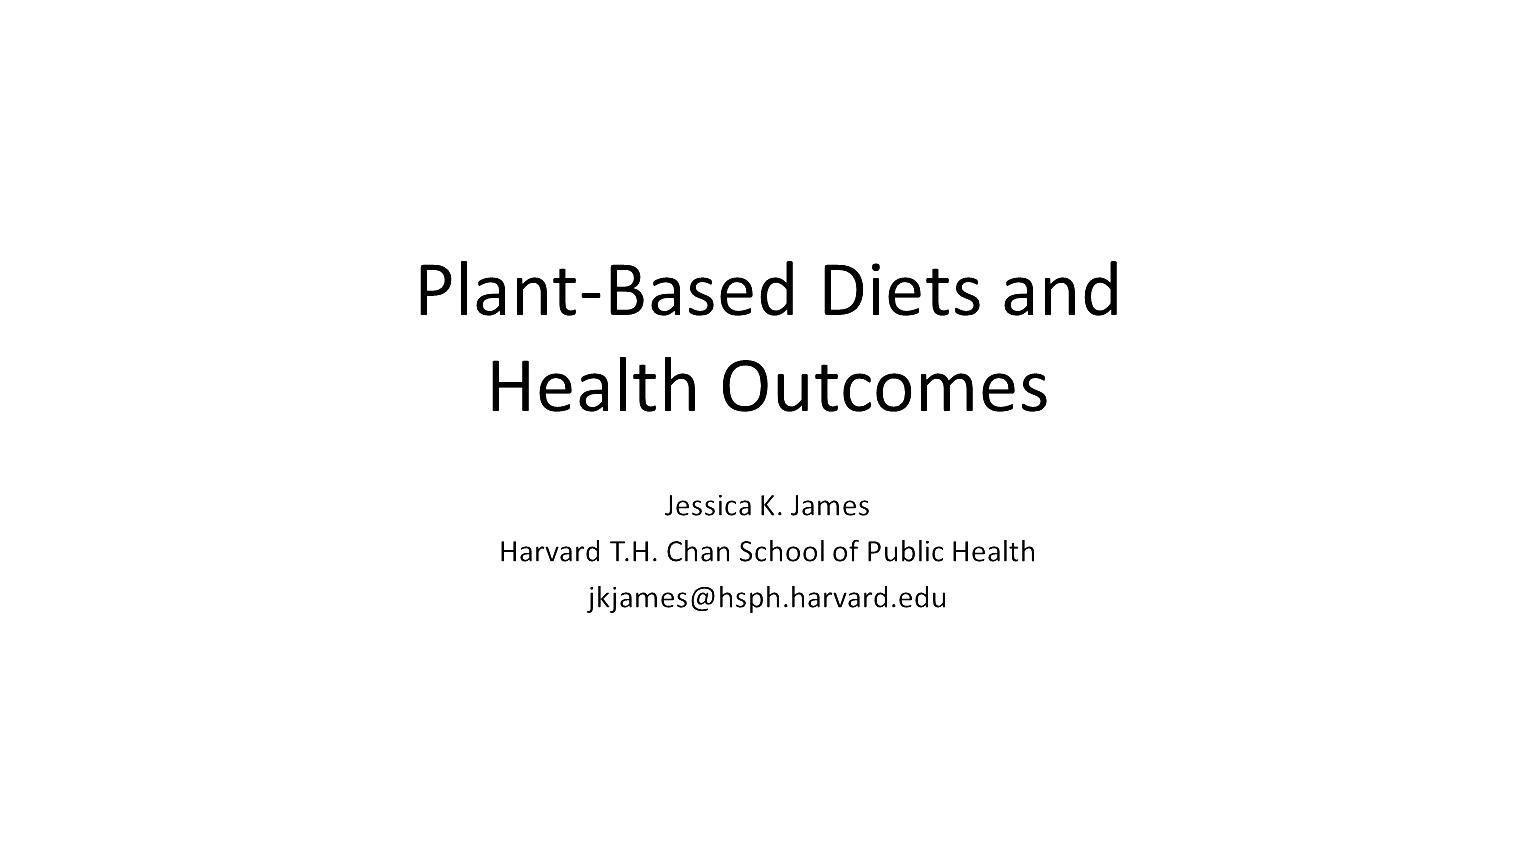 Plant-Based Diets and
Health Outcomes
Jessica K. James
Harvard T.H. Chan School of Public Health
jkjames@hsph.harvard.edu